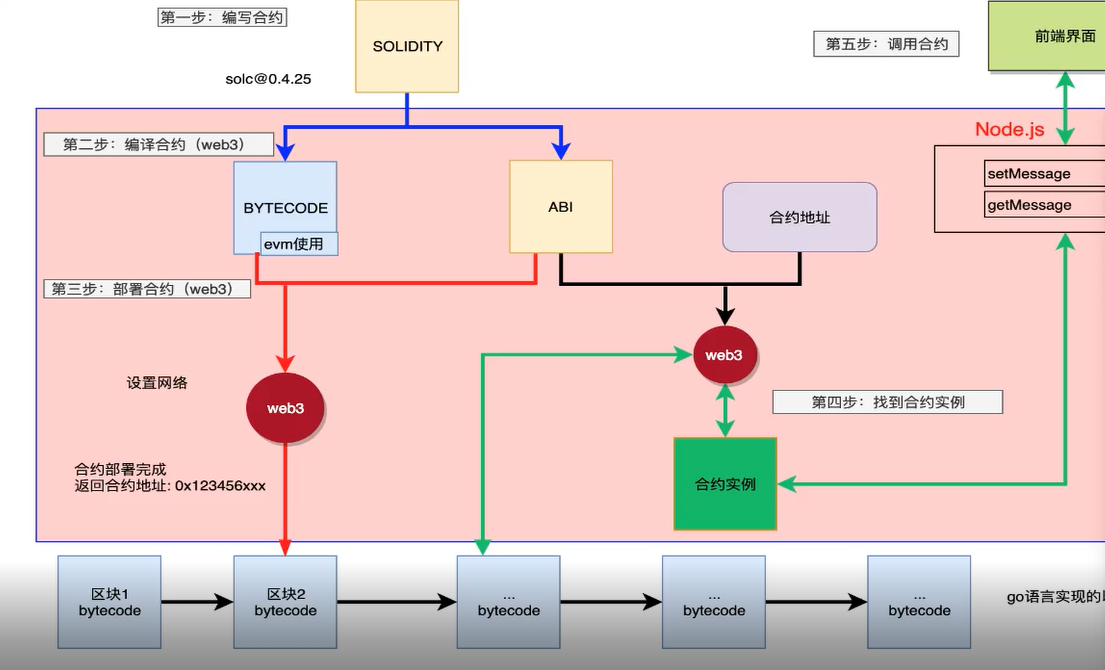 第一步：编写合约
SOLIDITY
第五步：调用合约
前端界面
solc@0.4.25
Node.js
第二步：编译合约（web3）
setMessage
getMessage
BYTECODE
evm使用
ABI
合约地址
第三步：部署合约（web3）
web3
设置网络
第四步：找到合约实例
web3
合约部署完成
返回合约地址: 0x123456xxx
合约实例
区块1
bytecode
区块2
bytecode
...
bytecode
...
bytecode
...
bytecode
go语言实现的